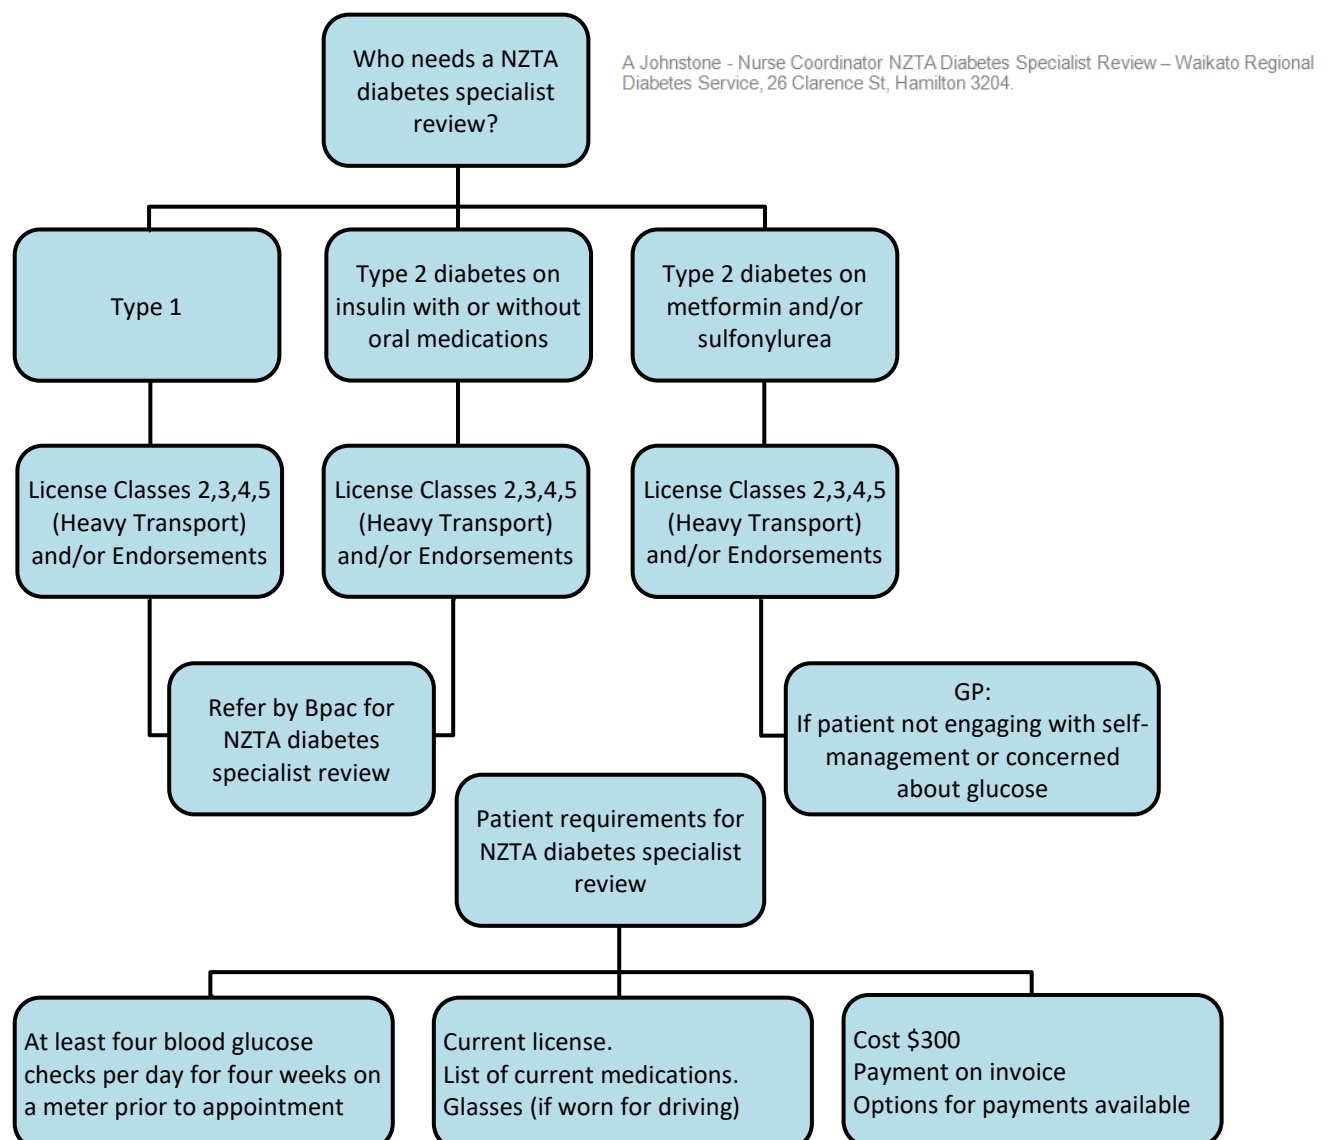 Who needs a NZTA
diabetes specialist
review?
A Johnstone - Nurse Coordinator NZTA Diabetes Specialist Review – Waikato Regional
Diabetes Service, 26 Clarence St, Hamilton 3204.
Type 1
Type 2 diabetes on
insulin with or without
oral medications
Type 2 diabetes on
metformin and/or
sulfonylurea
License Classes 2,3,4,5
(Heavy Transport)
and/or Endorsements
License Classes 2,3,4,5
(Heavy Transport)
and/or Endorsements
License Classes 2,3,4,5
(Heavy Transport)
and/or Endorsements
Refer by Bpac for
NZTA diabetes
specialist review
GP:
If patient not engaging with self-
management or concerned
about glucose
Patient requirements for
NZTA diabetes specialist
review
At least four blood glucose
checks per day for four weeks on
a meter prior to appointment
Current license.
List of current medications.
Glasses (if worn for driving)
Cost $300
Payment on invoice
Options for payments available